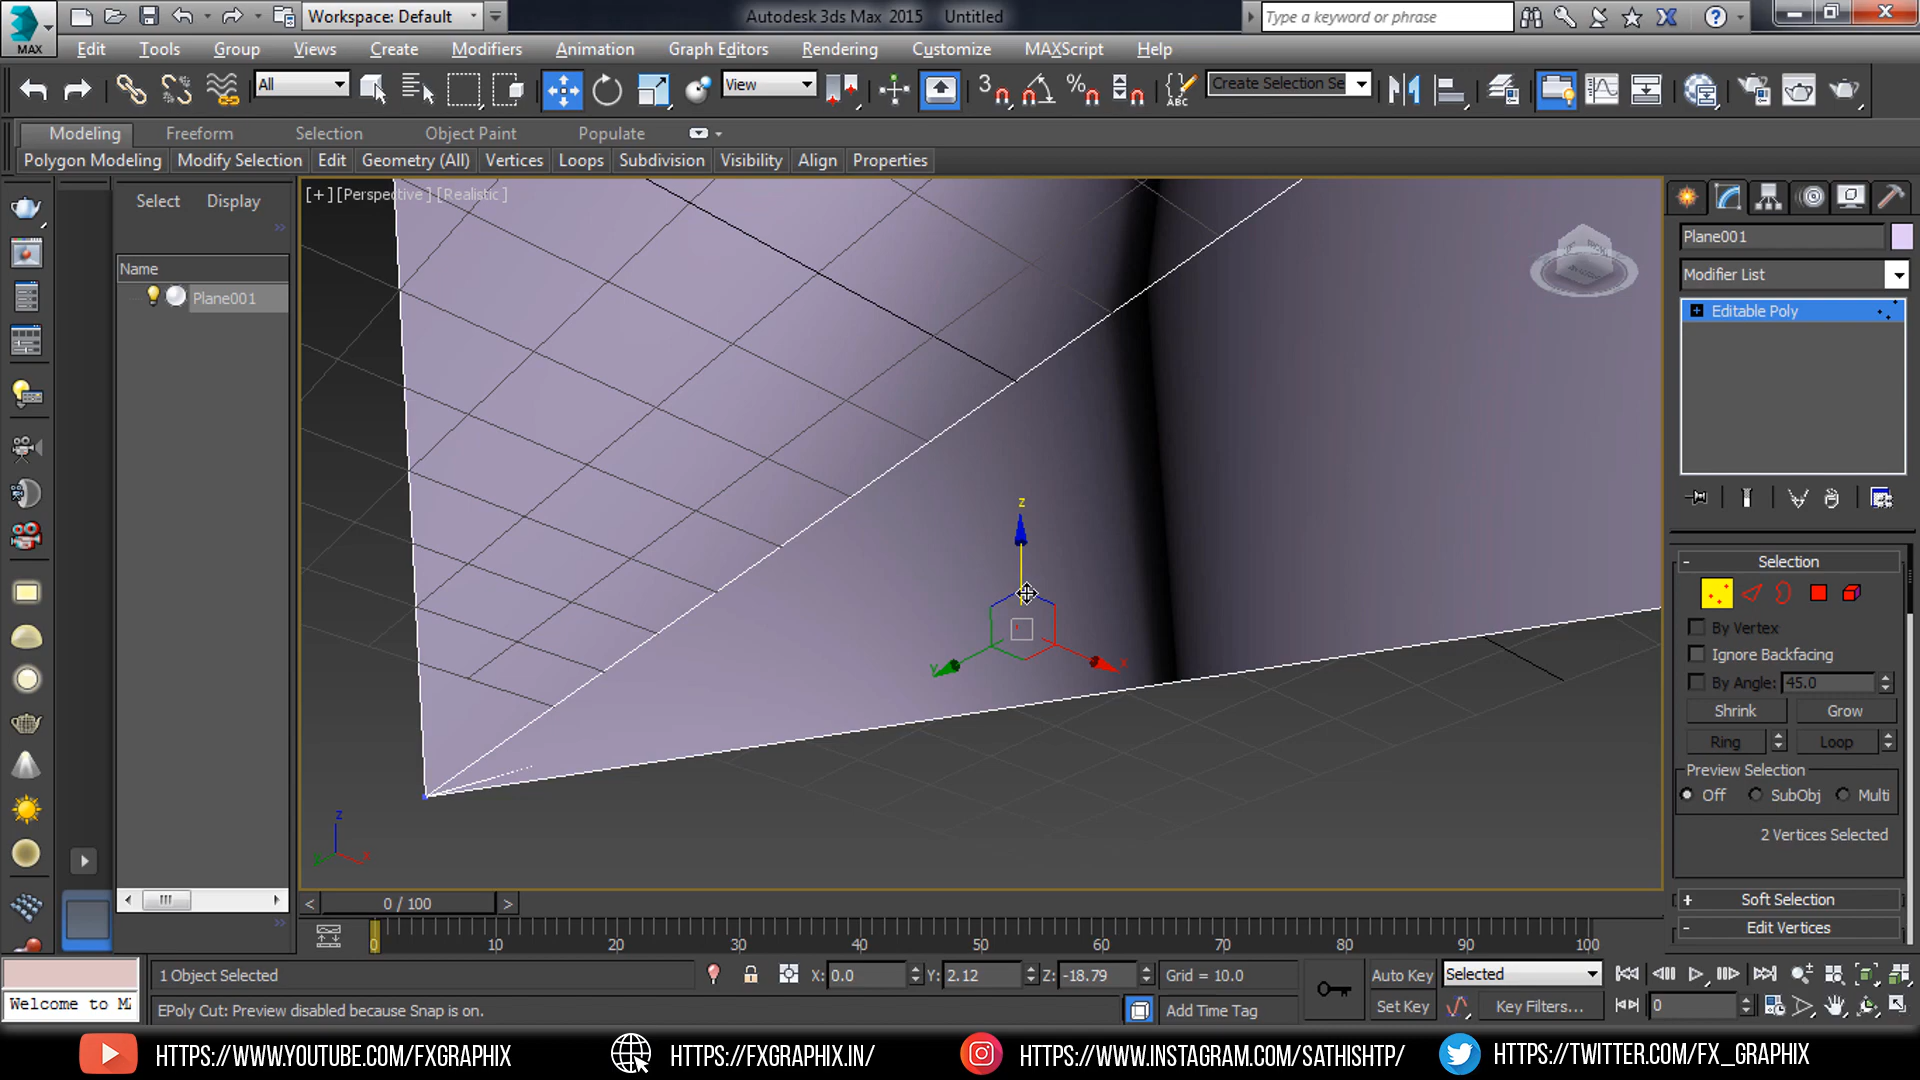 MAX
Workspace: Default
Autodesk 3ds Max 2015 Untitled
Type a keyword or phrase
Edit Tools Group Views Create Modifiers Animation Graph Editors Rendering Customize MAXScript Help
All
View
3
ABC
Create Selection Se
Modeling Freeform Selection Object Paint Populate
Polygon Modeling Modify Selection Edit Geometry (All) Vertices Loops Subdivision Visibility Align Properties
Select Display
Name
Plane001
[+] [Perspective] [Realistic]
z
y
x
z
x
Plane001
Modifier List
Editable Poly
Selection
By Vertex
Ignore Backfacing
By Angle: 45.0
Shrink Grow
Ring Loop
Preview Selection
Off SubObj Multi
2 Vertices Selected
Soft Selection
Edit Vertices
0 / 100
0 10 20 30 40 50 60 70 80 90 100
1 Object Selected
X: 0.0 Y: 2.12 Z: -18.79 Grid = 10.0
Auto Key Selected
Welcome to M
EPoly Cut: Preview disabled because Snap is on.
Add Time Tag
Set Key Key Filters... 0
HTTPS://WWW.YOUTUBE.COM/FXGRAPHIX HTTPS://FXGRAPHIX.IN/ HTTPS://WWW.INSTAGRAM.COM/SATHISHTP/ HTTPS://TWITTER.COM/FX_GRAPHIX